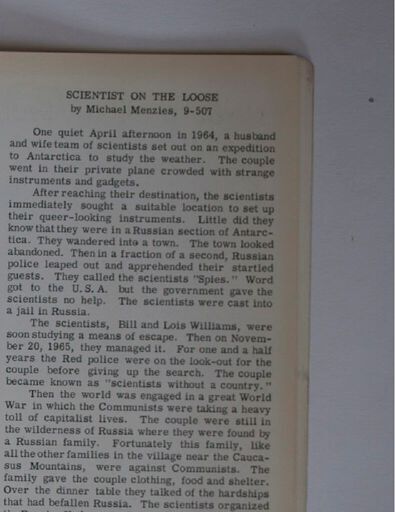 SCIENTIST ON THE LOOSE
by Michael Menzies, 9-507
One quiet April afternoon in 1964, a husband
and wife team of scientists set out on an expedition
to Antarctica to study the weather. The couple
went in their private plane crowded with strange
instruments and gadgets.
After reaching their destination, the scientists
immediately sought a suitable location to set up
their queer-looking instruments. Little did they
know that they were in a Russian section of Antarc-
tica. They wandered into a town. The town looked
abandoned. Then in a fraction of a second, Russian
police leaped out and apprehended their startled
guests. They called the scientists "Spies." Word
got to the U.S.A. but the government gave the
scientists no help. The scientists were cast into
a jail in Russia.
The scientists, Bill and Lois Williams, were
soon studying a means of escape. Then on Novem-
ber 20, 1965, they managed it. For one and a half
years the Red police were on the look-out for the
couple before giving up the search. The couple
became known as "scientists without a country."
Then the world was engaged in a great World
War in which the Communists were taking a heavy
toll of capitalist lives. The couple were still in
the wilderness of Russia where they were found by
a Russian family. Fortunately this family, like
all the other families in the village near the Cauca-
sus Mountains, were against Communists. The
family gave the couple clothing, food and shelter.
Over the dinner table they talked of the hardships
that had befallen Russia. The scientists organized